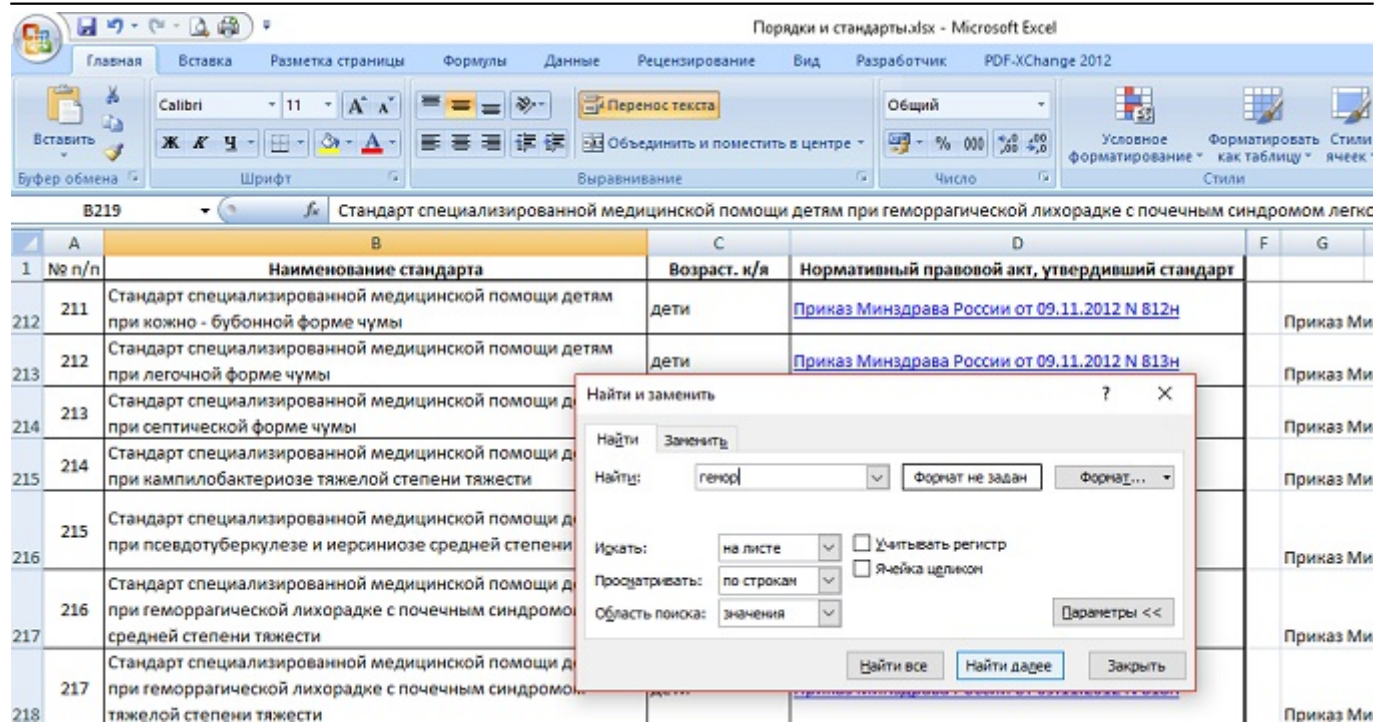 Порядки и стандарты.xlsx - Microsoft Excel
Главная Вставка Разметка страницы Формулы Данные Рецензирование Вид Разработчик PDF-XChange 2012
Вставить
Calibri 11
Перенос текста
Общий
Ж К Ч
Объединить и поместить в центре
% 000
Условное форматирование
Форматировать как таблицу
Стили ячеек
Буфер обмена Шрифт Выравнивание Число Стили
B219 fx Стандарт специализированной медицинской помощи детям при геморрагической лихорадке с почечным синдромом легко
A B C D F G
1 № п/п Наименование стандарта Возраст. к/я Нормативный правовой акт, утвердивший стандарт
212 211 Стандарт специализированной медицинской помощи детям
при кожно - бубонной форме чумы
дети Приказ Минздрава России от 09.11.2012 N 812н
Приказ Ми
213 212 Стандарт специализированной медицинской помощи детям
при легочной форме чумы
дети Приказ Минздрава России от 09.11.2012 N 813н
Приказ Ми
214 213 Стандарт специализированной медицинской помощи д
при септической форме чумы
Приказ Ми
215 214 Стандарт специализированной медицинской помощи д
при кампилобактериозе тяжелой степени тяжести
Приказ Ми
216 215 Стандарт специализированной медицинской помощи д
при псевдотуберкулезе и иерсиниозе средней степени
Приказ Ми
217 216 Стандарт специализированной медицинской помощи д
при геморрагической лихорадке с почечным синдромо
средней степени тяжести
Приказ Ми
218 217 Стандарт специализированной медицинской помощи д
при геморрагической лихорадке с почечным синдромо
тяжелой степени тяжести
Приказ Ми
Найти и заменить ? ×
Найти Заменить
Найти: гемор Формат не задан Формат...
Искать: на листе Учитывать регистр
Просматривать: по строкам Ячейка целиком
Область поиска: значения Параметры <<
Найти все Найти далее Закрыть